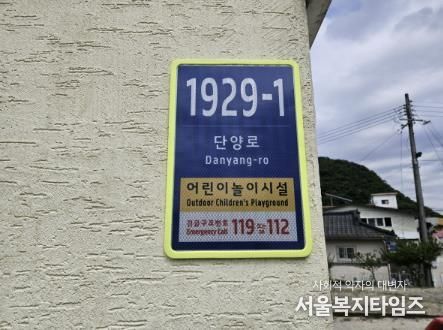 1929-1
단양로
Danyang-ro
어린이놀이시설
Outdoor Children's Playground
긴급구조번호
Emergency Call 119 또는 112
사회적 약자의 대변자
서울복지타임즈